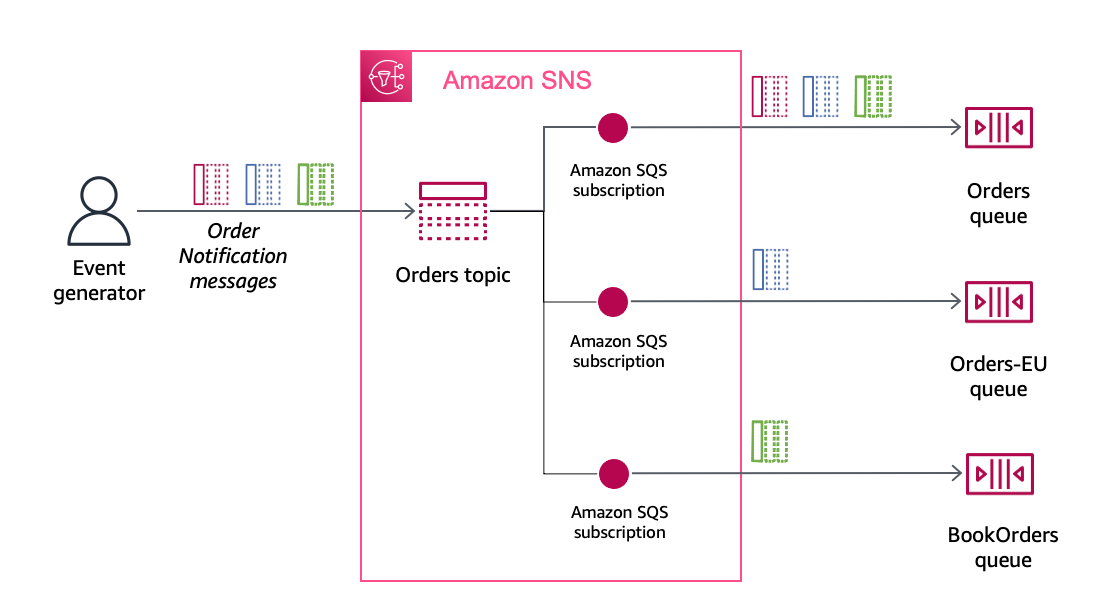 Amazon SNS
Event
generator
Order
Notification
messages
Orders topic
Amazon SQS
subscription
Orders
queue
Amazon SQS
subscription
Orders-EU
queue
Amazon SQS
subscription
BookOrders
queue